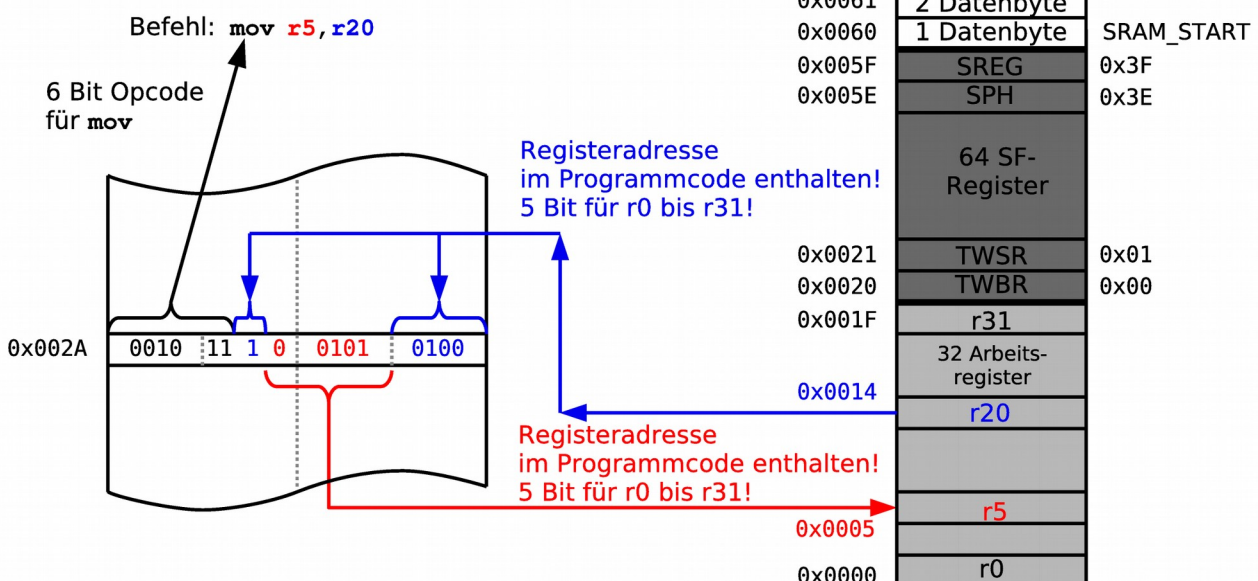 Befehl: mov r5,r20
6 Bit Opcode
für mov
Registeradresse
im Programmcode enthalten!
5 Bit für r0 bis r31!
0x002A 0010 11 1 0 0101 0100
Registeradresse
im Programmcode enthalten!
5 Bit für r0 bis r31!
0x0061 2 Datenbyte
0x0060 1 Datenbyte SRAM_START
0x005F SREG 0x3F
0x005E SPH 0x3E
64 SF-
Register
0x0021 TWSR 0x01
0x0020 TWBR 0x00
0x001F r31
32 Arbeits-
register
0x0014 r20
0x0005 r5
0x0000 r0